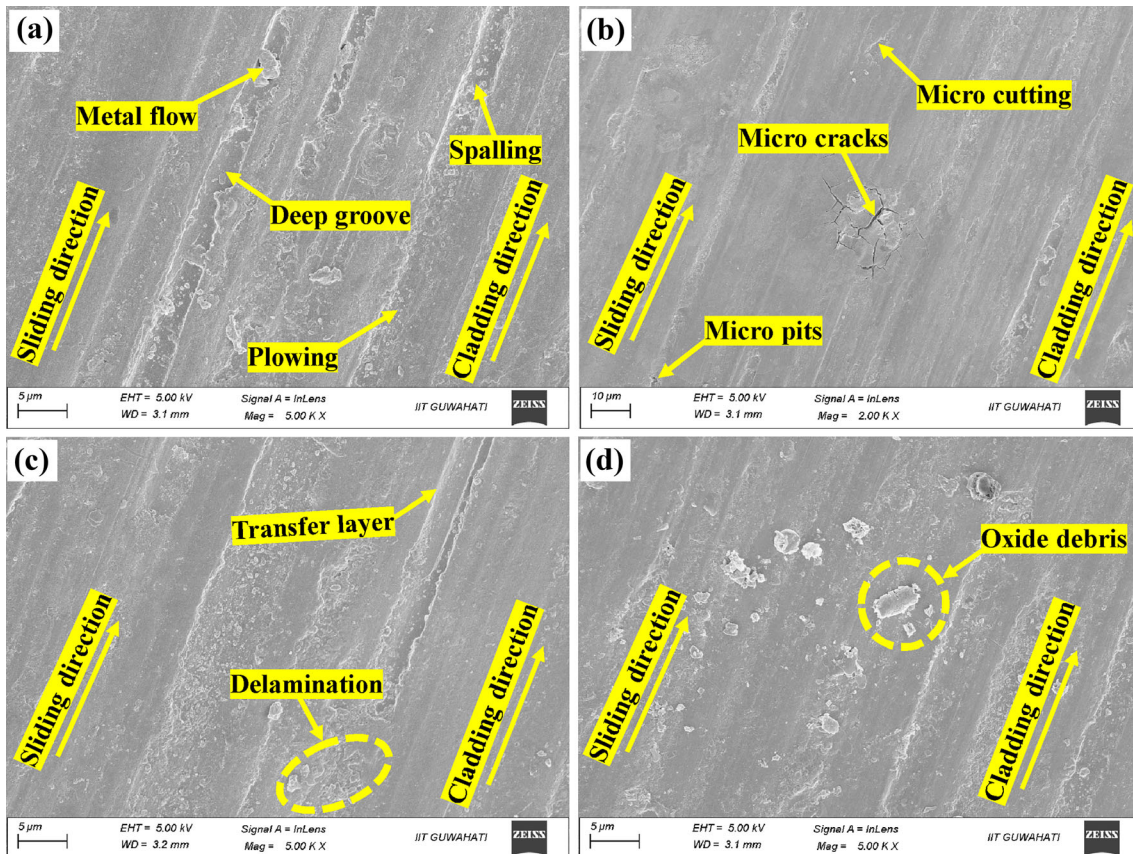 (a)
Metal flow
Spalling
Deep groove
Sliding direction
Plowing
Cladding direction
5 µm
EHT = 5.00 kV
Signal A = InLens
WD = 3.1 mm
Mag = 5.00 K X
IIT GUWAHATI
ZEISS
(b)
Micro cutting
Micro cracks
Sliding direction
Micro pits
Cladding direction
10 µm
EHT = 5.00 kV
Signal A = InLens
WD = 3.1 mm
Mag = 2.00 K X
IIT GUWAHATI
ZEISS
(c)
Transfer layer
Sliding direction
Delamination
Cladding direction
5 µm
EHT = 5.00 kV
Signal A = InLens
WD = 3.2 mm
Mag = 5.00 K X
IIT GUWAHATI
ZEISS
(d)
Oxide debris
Sliding direction
Cladding direction
5 µm
EHT = 5.00 kV
Signal A = InLens
WD = 3.1 mm
Mag = 5.00 K X
IIT GUWAHATI
ZEISS